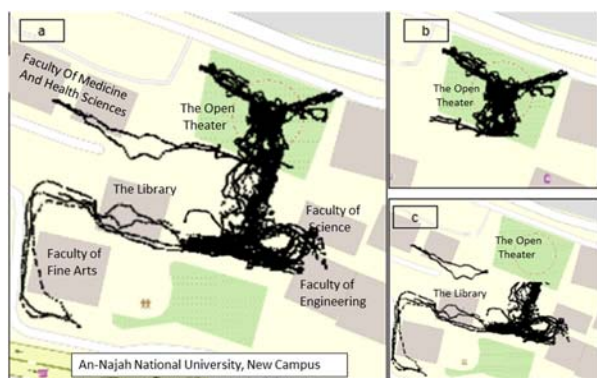 a
Faculty Of Medicine
And Health Sciences
The Open
Theater
The Library
Faculty of
Science
Faculty of
Fine Arts
Faculty of
Engineering
An-Najah National University, New Campus
b
The Open
Theater
c
The Open
Theater
The Library